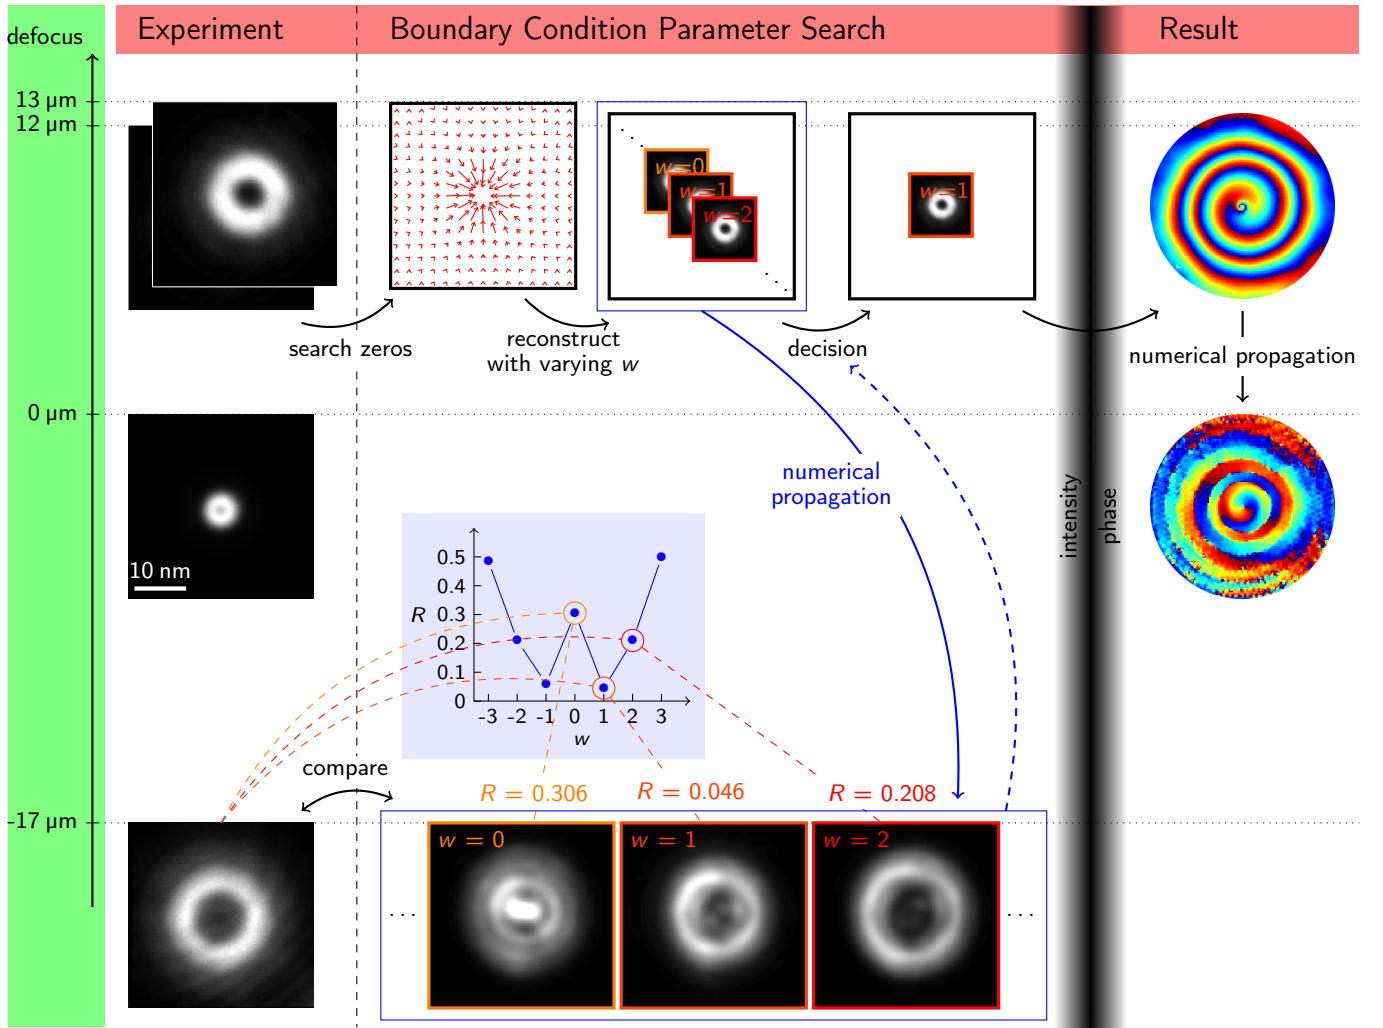 defocus
Experiment
Boundary Condition Parameter Search
Result
13 µm
12 µm
w=0
w=1
w=2
w=1
search zeros
reconstruct
with varying w
decision
numerical propagation
0 µm
10 nm
numerical
propagation
intensity
phase
0.5
0.4
0.3
0.2
0.1
0
R
-3 -2 -1 0 1 2 3
w
compare
R = 0.306
R = 0.046
R = 0.208
-17 µm
w = 0
w = 1
w = 2
...
...